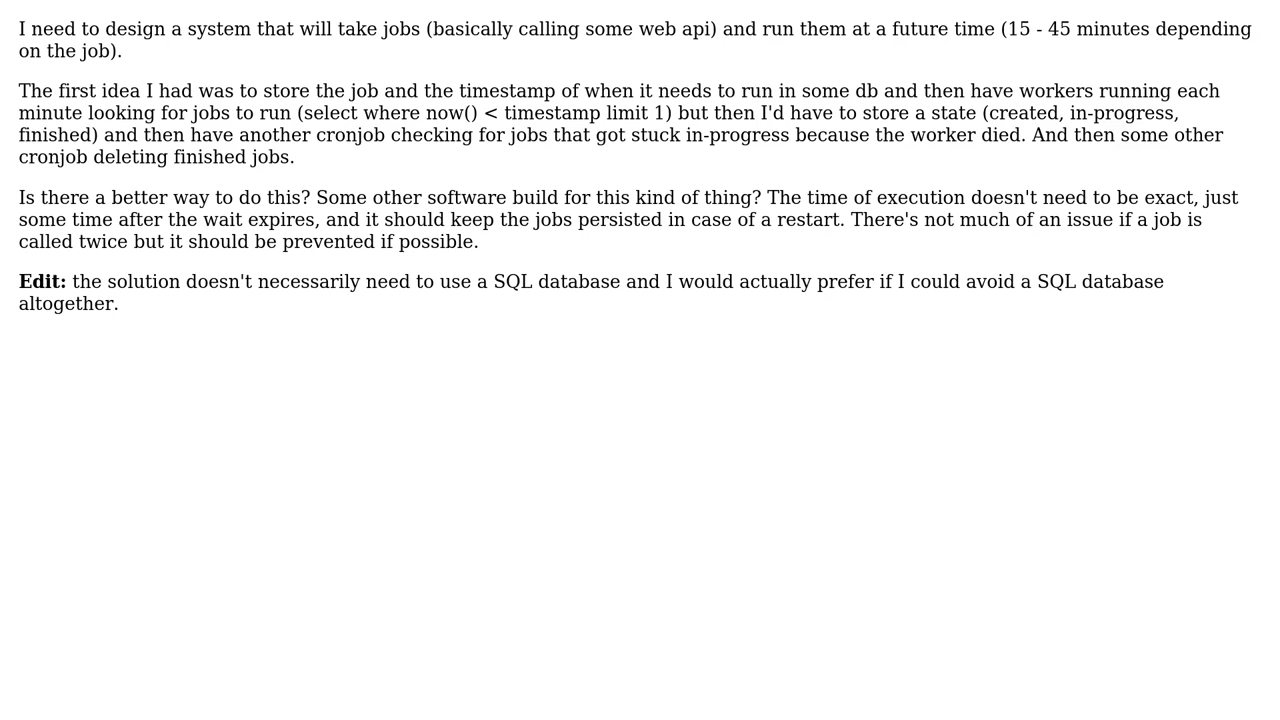 I need to design a system that will take jobs (basically calling some web api) and run them at a future time (15 - 45 minutes depending
on the job).
The first idea I had was to store the job and the timestamp of when it needs to run in some db and then have workers running each
minute looking for jobs to run (select where now() < timestamp limit 1) but then I'd have to store a state (created, in-progress,
finished) and then have another cronjob checking for jobs that got stuck in-progress because the worker died. And then some other
cronjob deleting finished jobs.
Is there a better way to do this? Some other software build for this kind of thing? The time of execution doesn't need to be exact, just
some time after the wait expires, and it should keep the jobs persisted in case of a restart. There's not much of an issue if a job is
called twice but it should be prevented if possible.
Edit: the solution doesn't necessarily need to use a SQL database and I would actually prefer if I could avoid a SQL database
altogether.